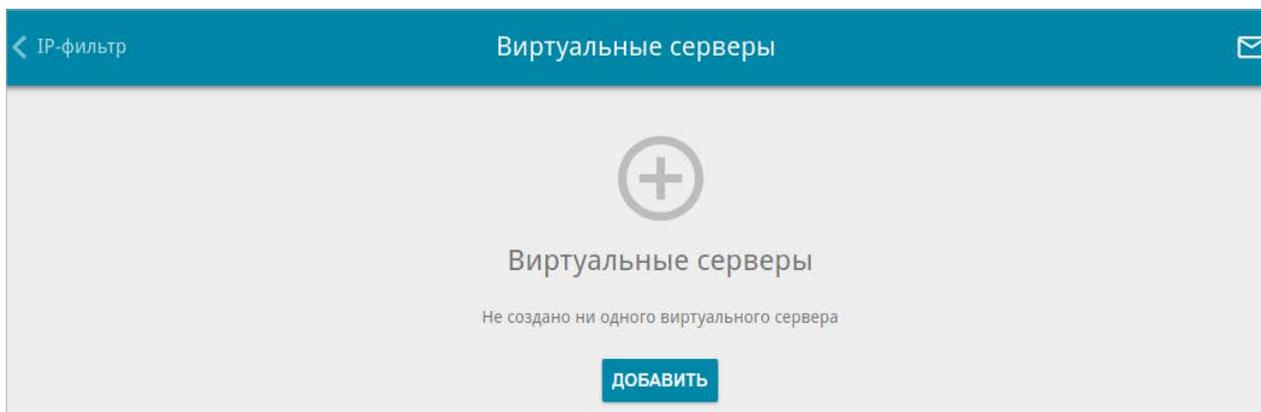 IP-фильтр
Виртуальные серверы
Виртуальные серверы
Не создано ни одного виртуального сервера
ДОБАВИТЬ